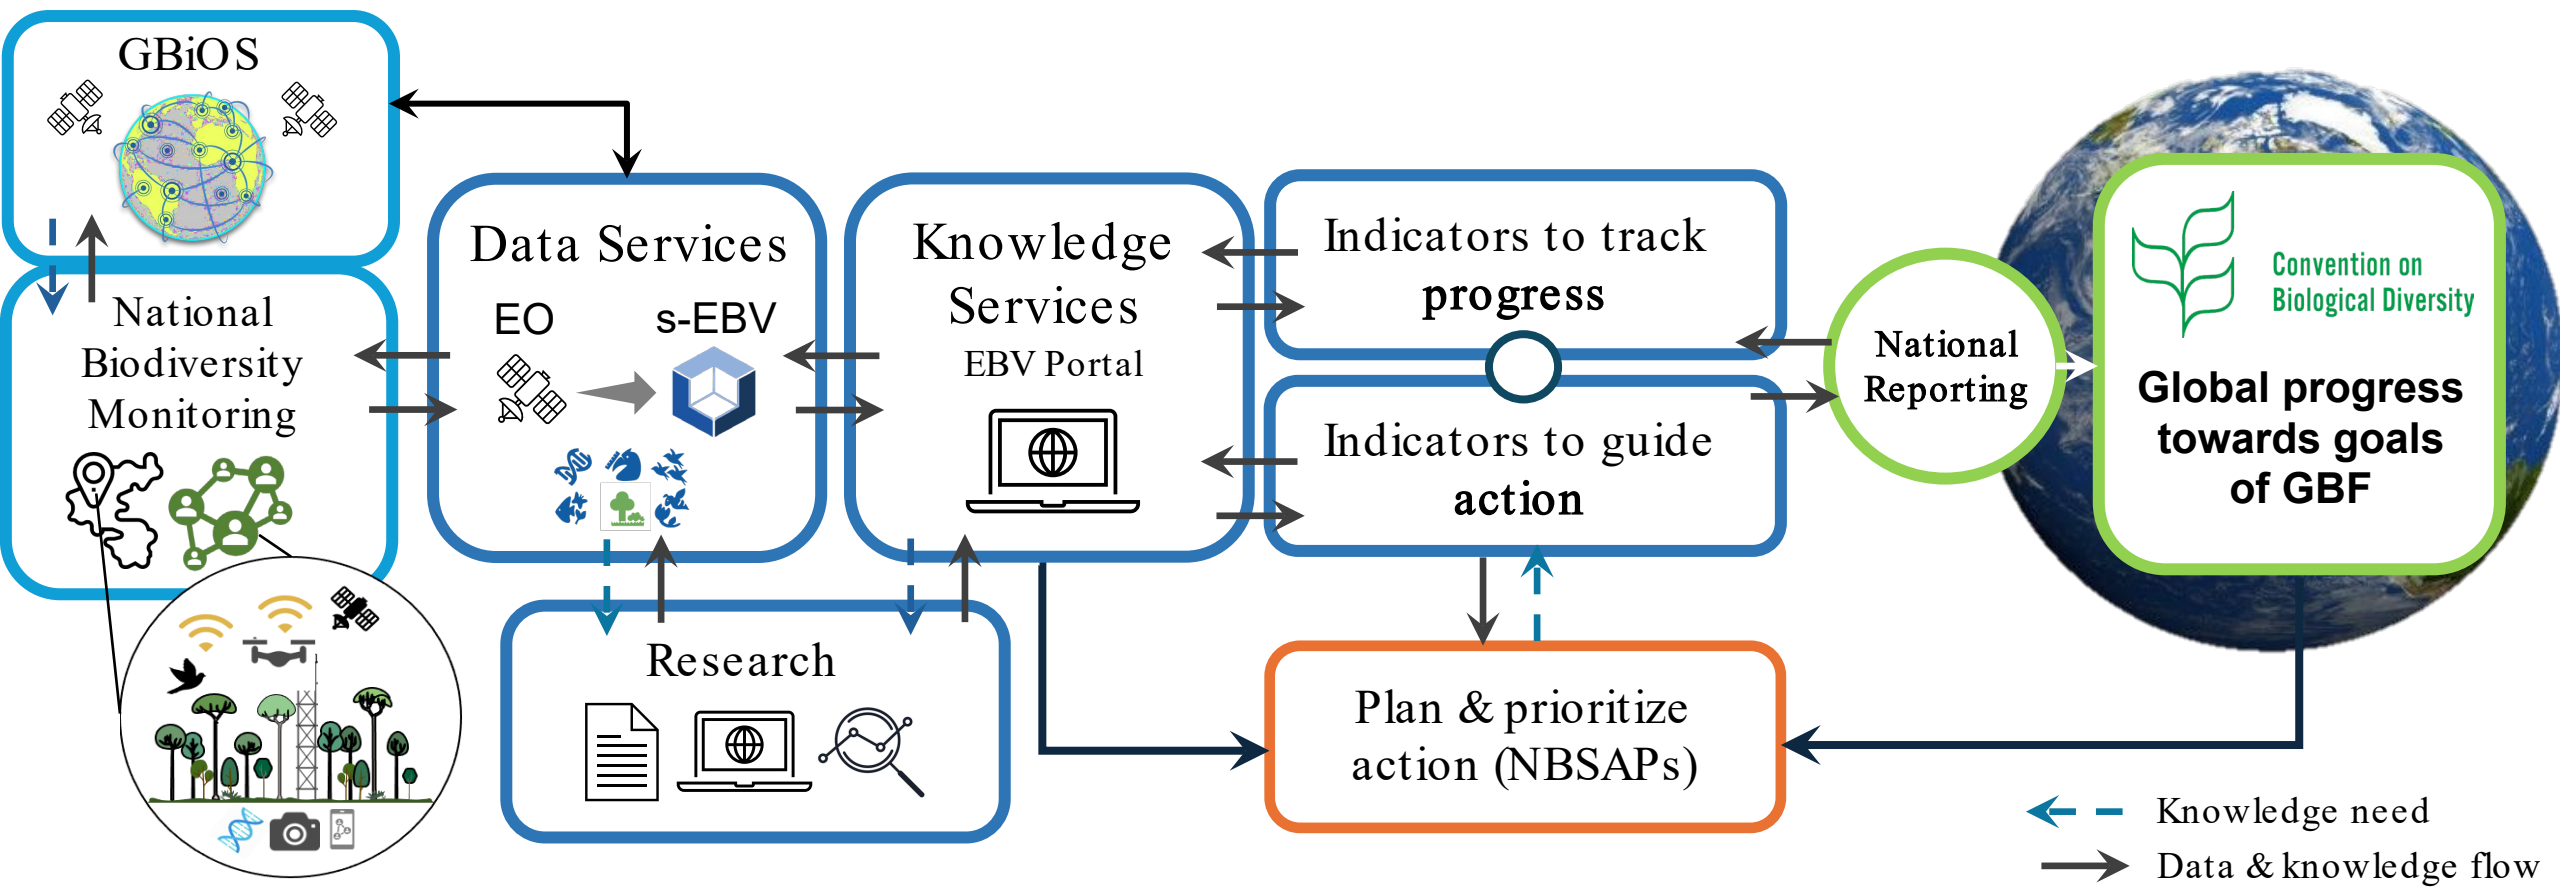 GBiOS
National
Biodiversity
Monitoring
Data Services
EO
s-EBV
Knowledge
Services
EBV Portal
Research
Indicators to track
progress
Indicators to guide
action
Plan & prioritize
action (NBSAPs)
National
Reporting
Convention on
Biological Diversity
Global progress
towards goals
of GBF
Knowledge need
Data & knowledge flow